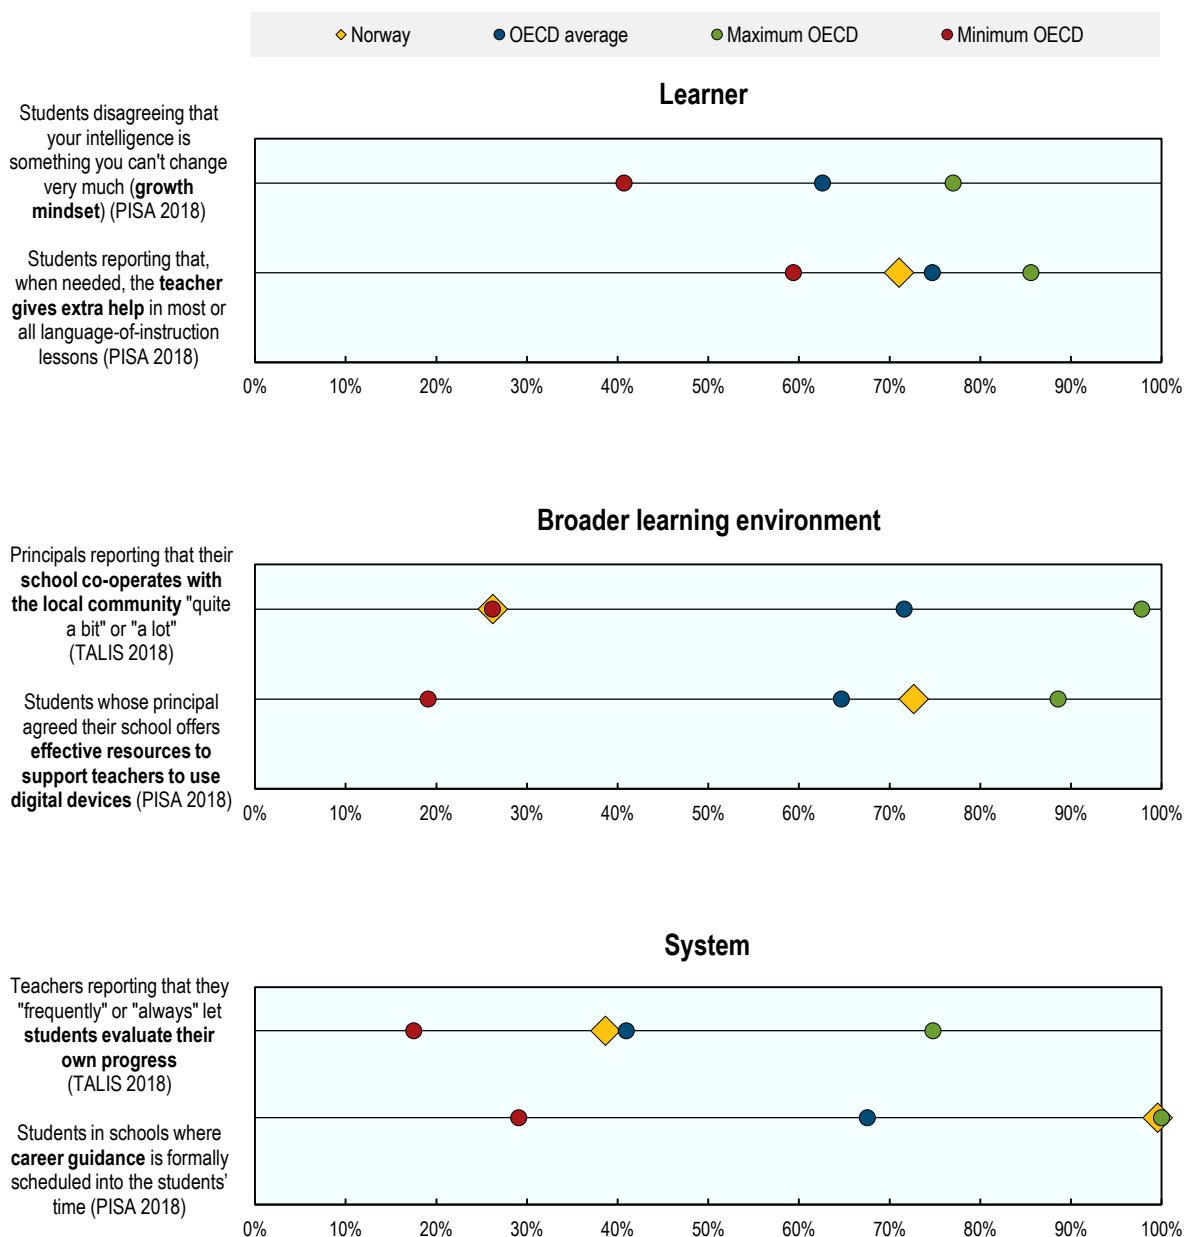 Norway OECD average Maximum OECD Minimum OECD
Learner
Students disagreeing that
your intelligence is
something you can't change
very much (growth
mindset) (PISA 2018)
Students reporting that,
when needed, the teacher
gives extra help in most or
all language-of-instruction
lessons (PISA 2018)
0% 10% 20% 30% 40% 50% 60% 70% 80% 90% 100%
Broader learning environment
Principals reporting that their
school co-operates with
the local community "quite
a bit" or "a lot"
(TALIS 2018)
Students whose principal
agreed their school offers
effective resources to
support teachers to use
digital devices (PISA 2018)
0% 10% 20% 30% 40% 50% 60% 70% 80% 90% 100%
System
Teachers reporting that they
"frequently" or "always" let
students evaluate their
own progress
(TALIS 2018)
Students in schools where
career guidance is formally
scheduled into the students’
time (PISA 2018)
0% 10% 20% 30% 40% 50% 60% 70% 80% 90% 100%